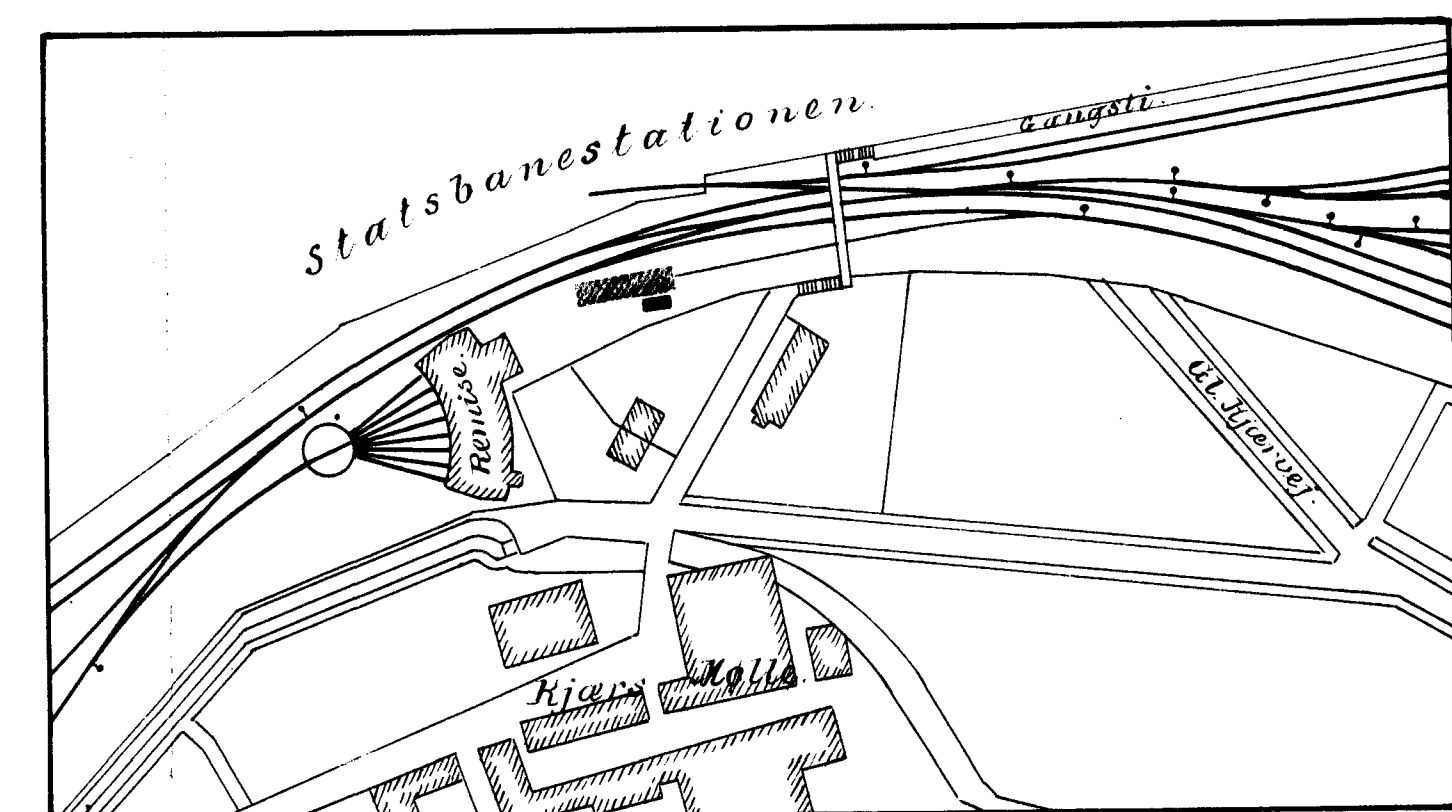 Statsbanestationen.
Gangsti.
Remise.
Gl. Kjærvej.
Kjærs Mølle.